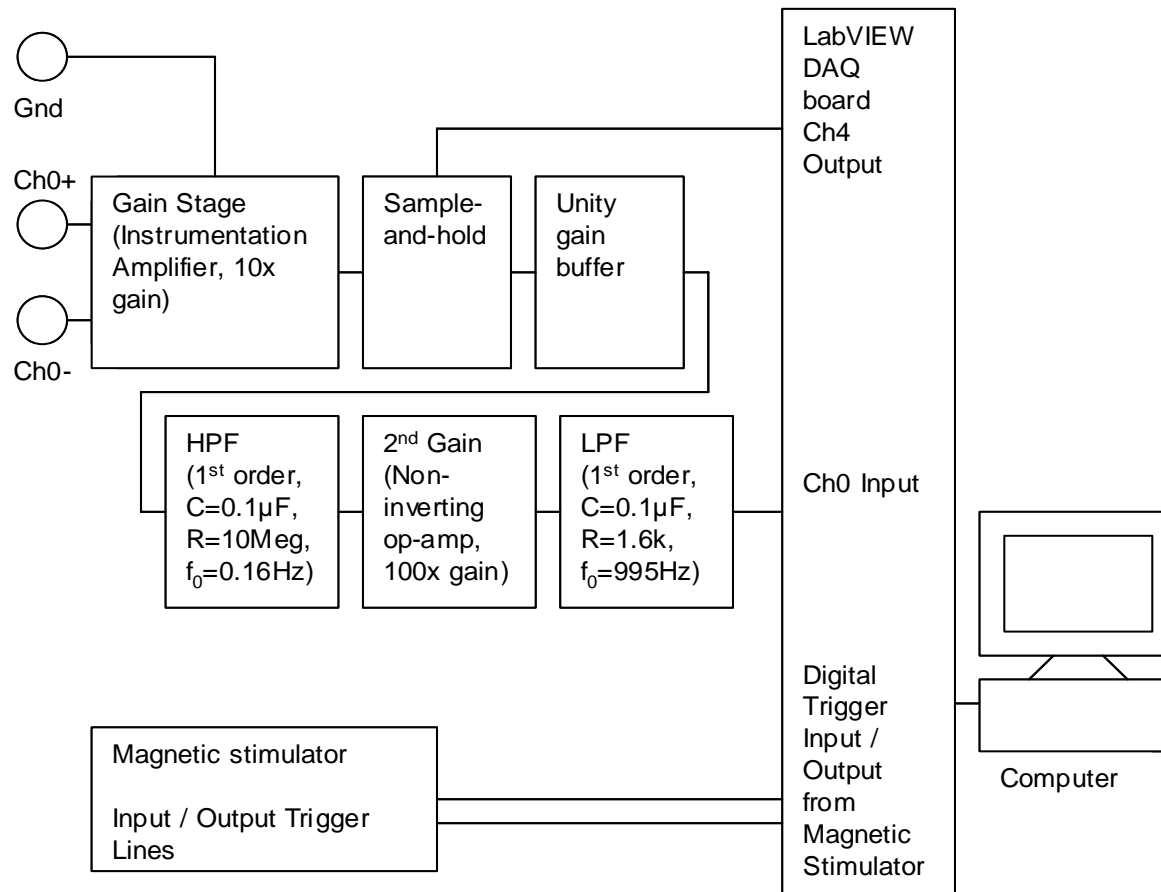 Gnd
Ch0+
Ch0-
Gain Stage
(Instrumentation
Amplifier, 10x
gain)
Sample-
and-hold
Unity
gain
buffer
LabVIEW
DAQ
board
Ch4
Output
HPF
(1st order,
C=0.1µF,
R=10Meg,
f0=0.16Hz)
2nd Gain
(Non-
inverting
op-amp,
100x gain)
LPF
(1st order,
C=0.1µF,
R=1.6k,
f0=995Hz)
Ch0 Input
Magnetic stimulator
Input / Output Trigger
Lines
Digital
Trigger
Input /
Output
from
Magnetic
Stimulator
Computer